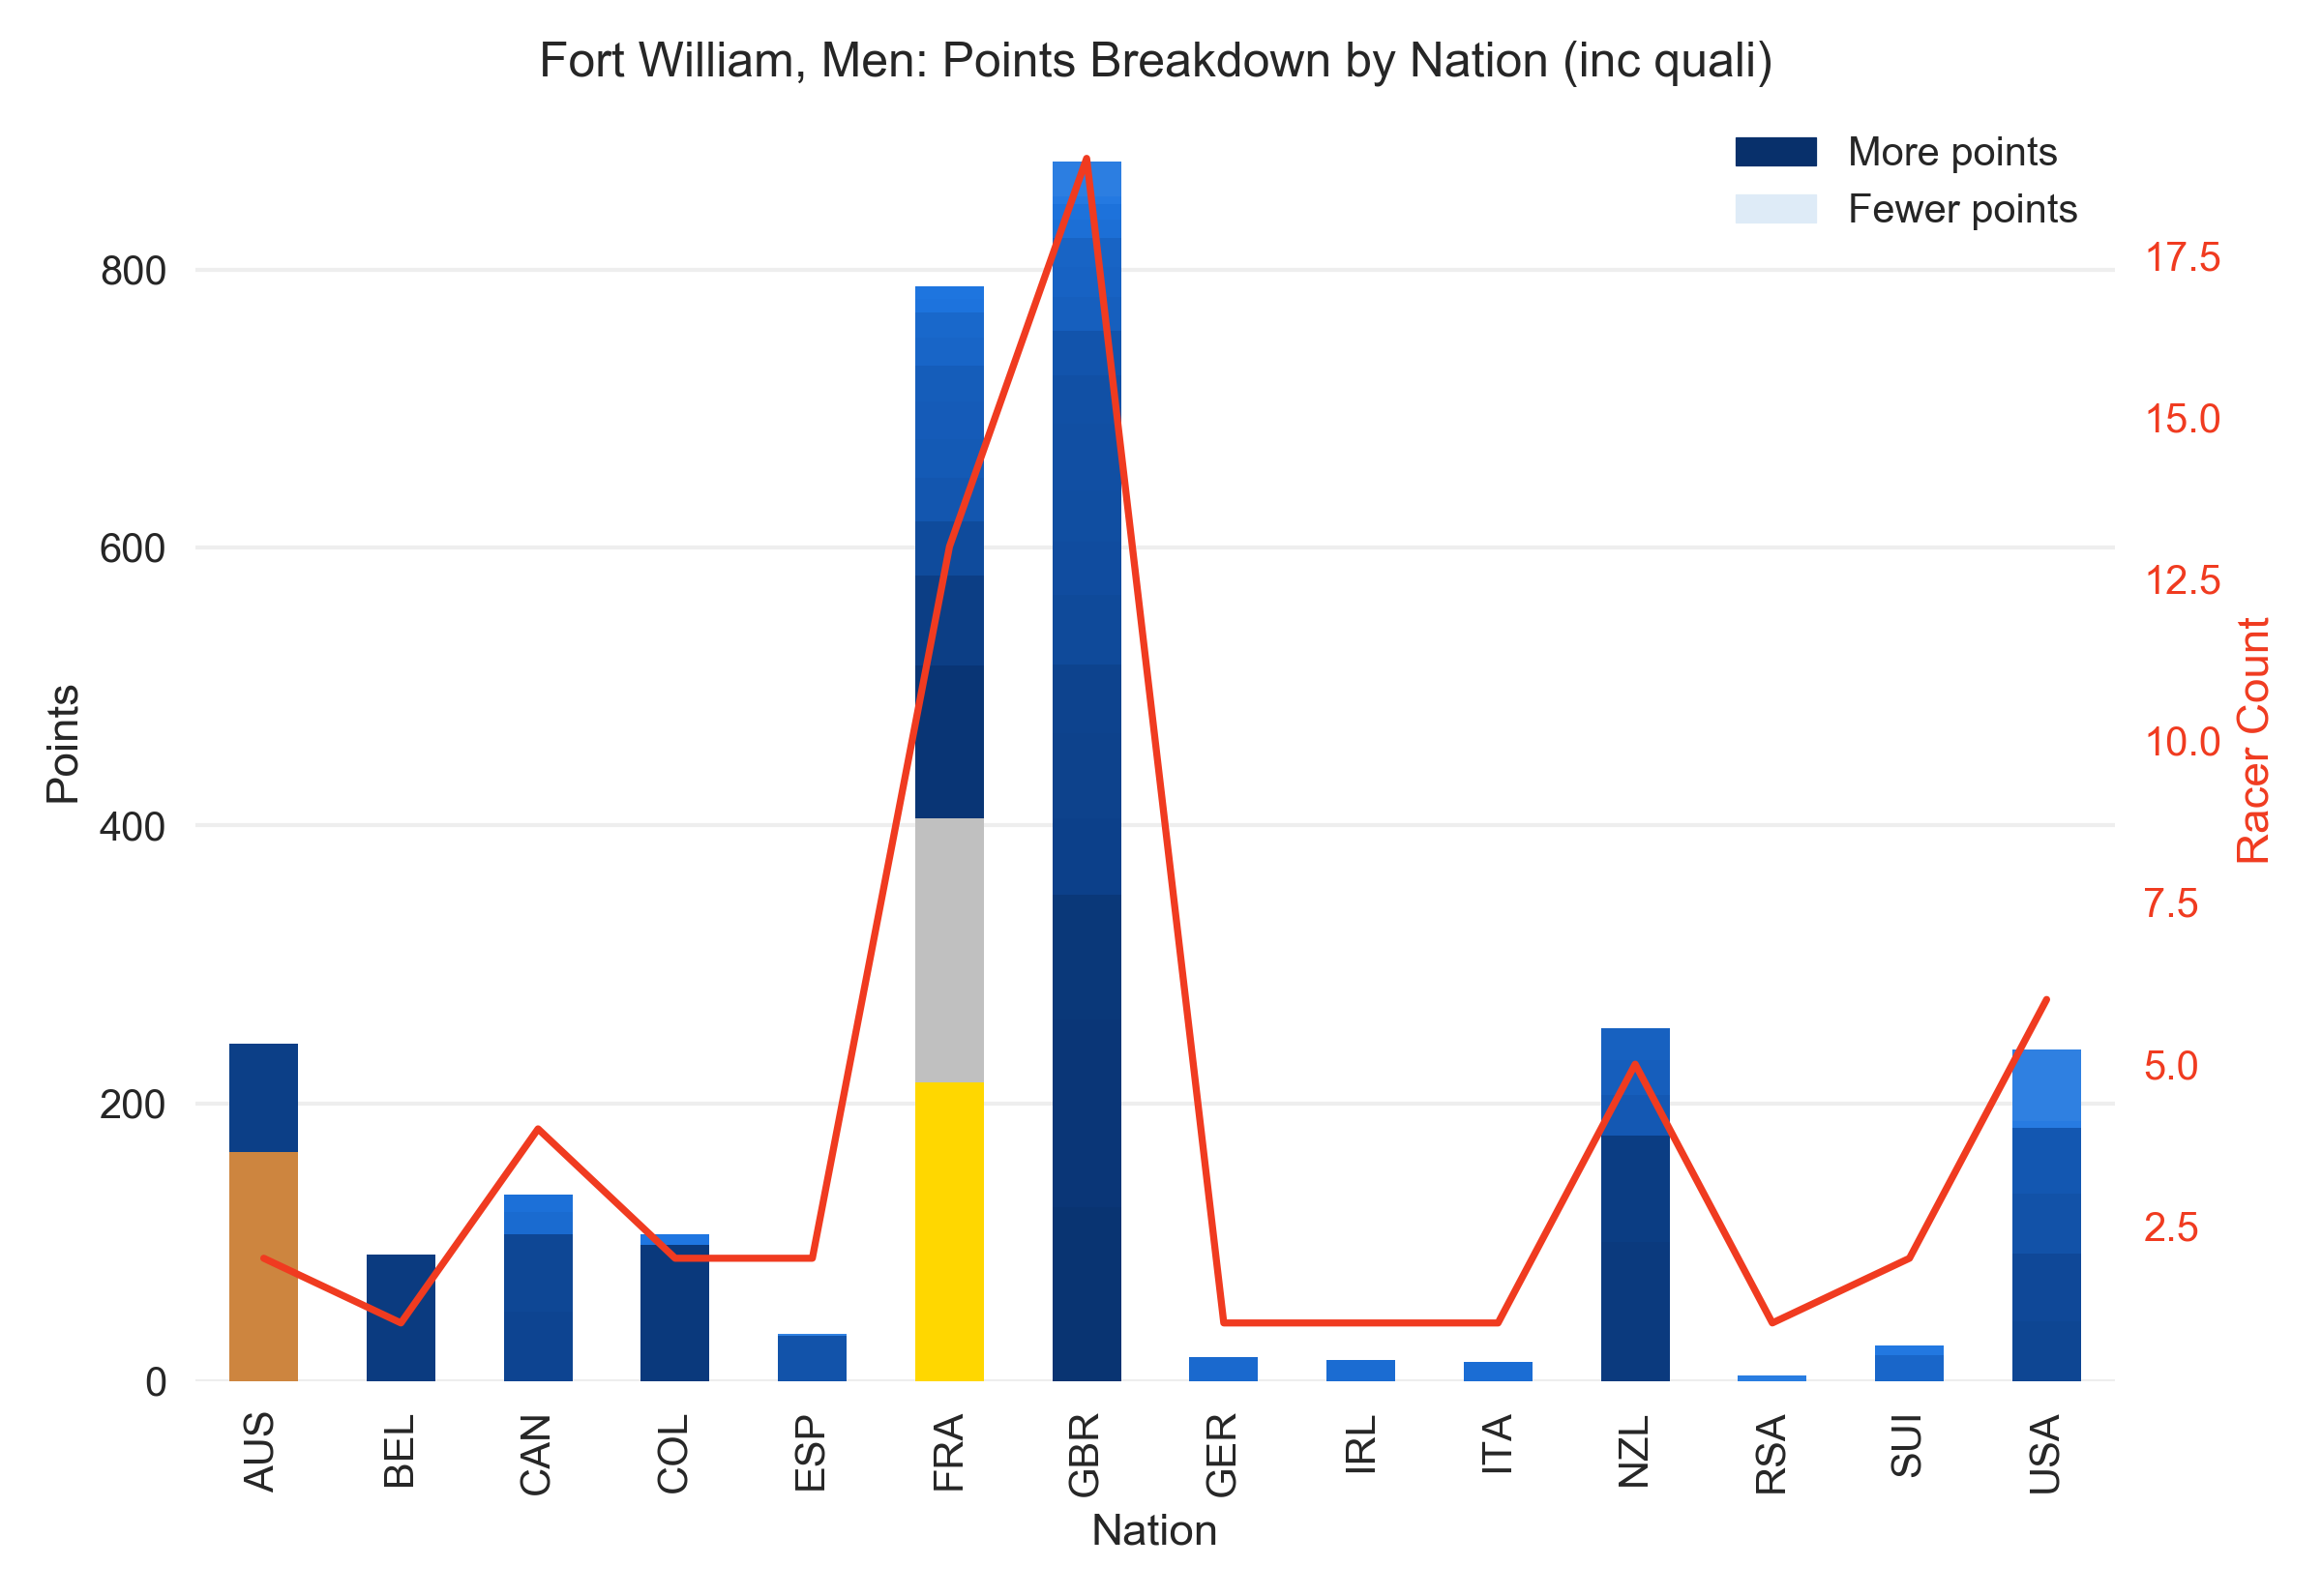 Fort William, Men: Points Breakdown by Nation (inc quali)
More points
Fewer points
Points
800
600
400
200
0
17.5
15.0
12.5
10.0
7.5
5.0
2.5
Racer Count
AUS
BEL
CAN
COL
ESP
FRA
GBR
GER
IRL
ITA
NZL
RSA
SUI
USA
Nation